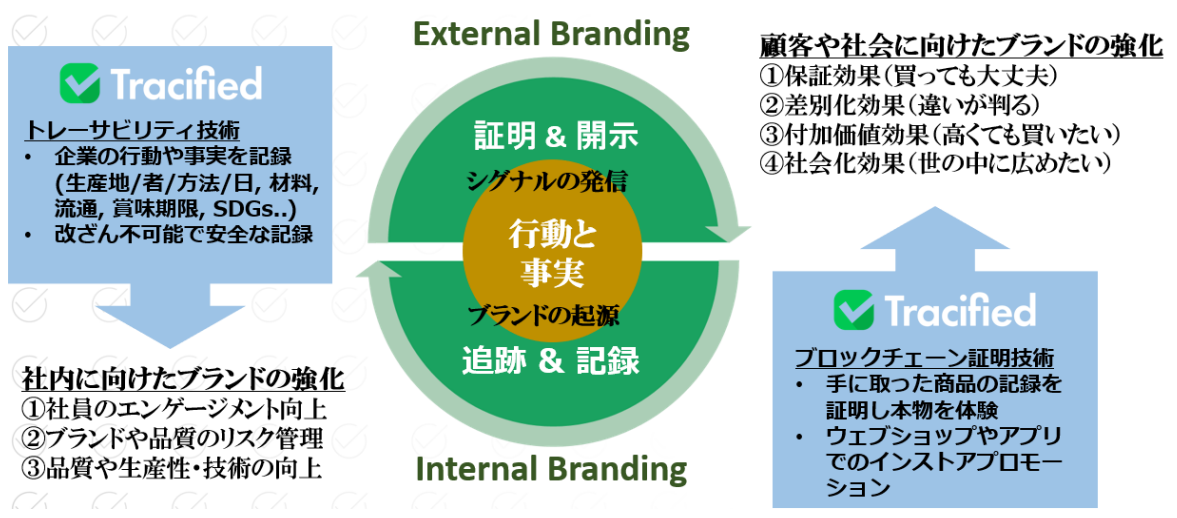 Tracified
トレーサビリティ技術
• 企業の行動や事実を記録
(生産地/者/方法/日, 材料,
流通, 賞味期限, SDGs..)
• 改ざん不可能で安全な記録
社内に向けたブランドの強化
①社員のエンゲージメント向上
②ブランドや品質のリスク管理
③品質や生産性・技術の向上
External Branding
証明 & 開示
シグナルの発信
行動と
事実
ブランドの起源
追跡 & 記録
Internal Branding
顧客や社会に向けたブランドの強化
①保証効果(買っても大丈夫)
②差別化効果(違いが判る)
③付加価値効果(高くても買いたい)
④社会化効果(世の中に広めたい)
Tracified
ブロックチェーン証明技術
• 手に取った商品の記録を
証明し本物を体験
• ウェブショップやアプリ
でのインストアプロモー
ション